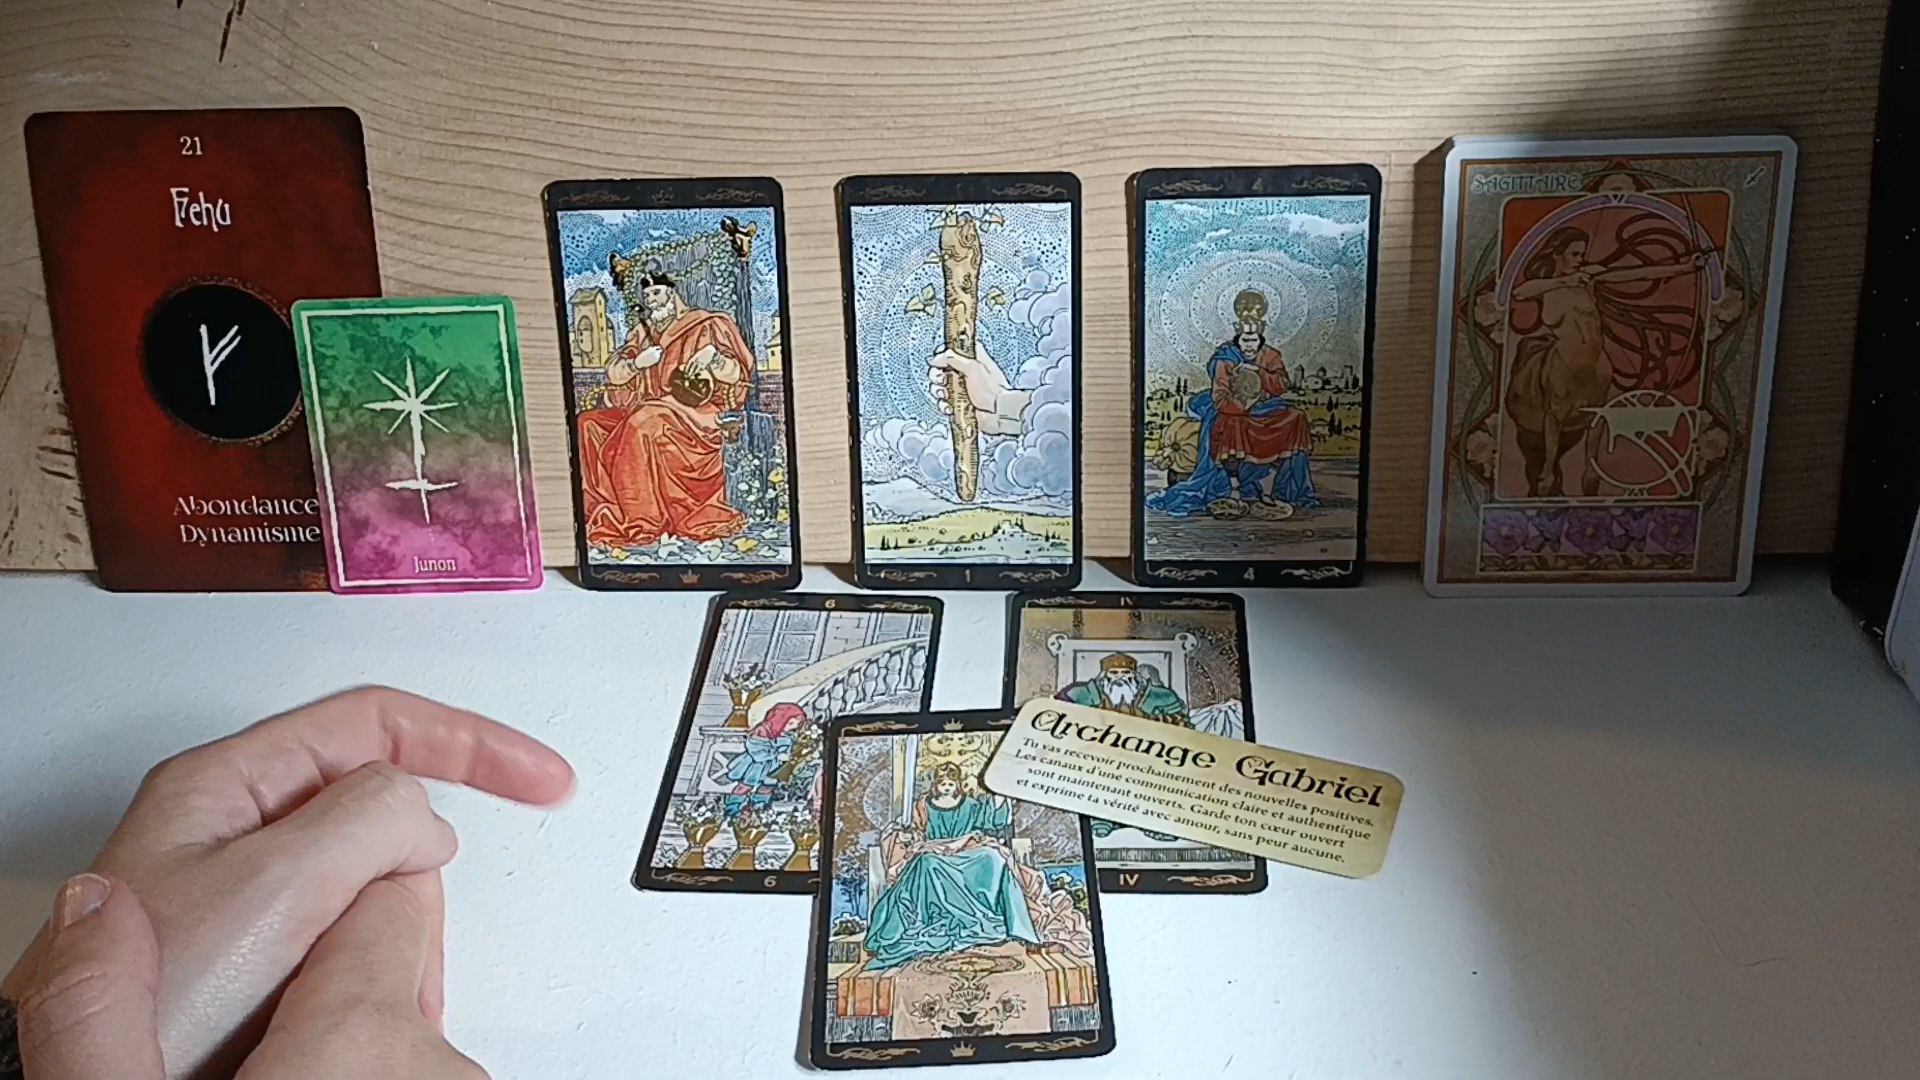 21
Fehu
Abondance
Dynamisme
Junon
1
4
4
SAGITTAIRE
6
6
IV
IV
Archange Gabriel
Tu vas recevoir prochainement des nouvelles positives.
Les canaux d'une communication claire et authentique
sont maintenant ouverts. Garde ton cœur ouvert
et exprime ta vérité avec amour, sans peur aucune.